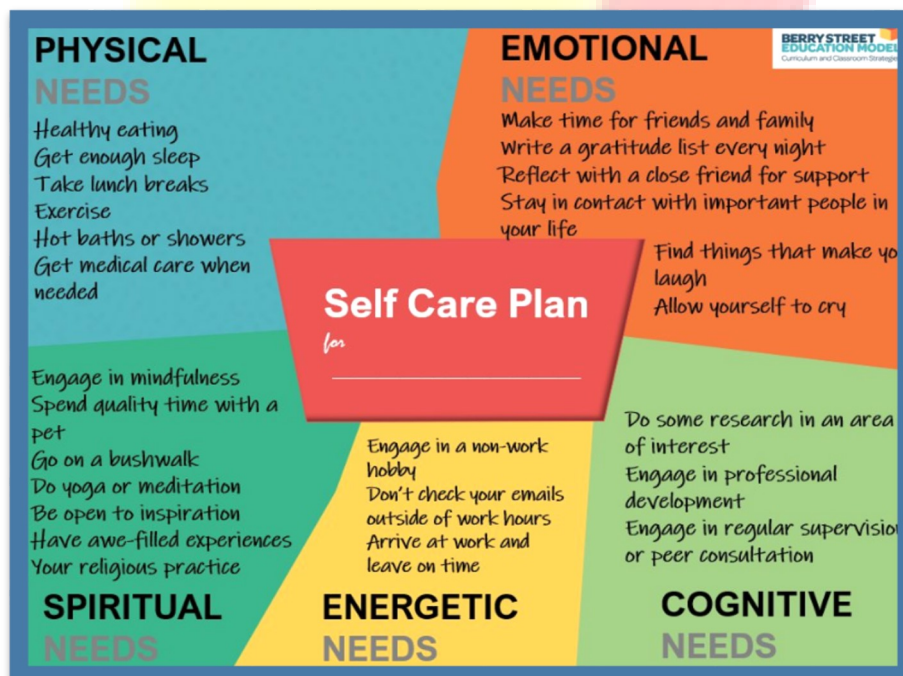 PHYSICAL
NEEDS
Healthy eating
Get enough sleep
Take lunch breaks
Exercise
Hot baths or showers
Get medical care when
needed
EMOTIONAL
NEEDS
BERRY STREET
EDUCATION MODEL
Curriculum and Classroom Strategies
Make time for friends and family
Write a gratitude list every night
Reflect with a close friend for support
Stay in contact with important people in
your life
Find things that make yo
laugh
Allow yourself to cry
Self Care Plan
for
Engage in mindfulness
Spend quality time with a
pet
Go on a bushwalk
Do yoga or meditation
Be open to inspiration
Have awe-filled experiences
Your religious practice
SPIRITUAL
NEEDS
Engage in a non-work
hobby
Don't check your emails
outside of work hours
Arrive at work and
leave on time
ENERGETIC
NEEDS
Do some research in an area
of interest
Engage in professional
development
Engage in regular supervisio
or peer consultation
COGNITIVE
NEEDS